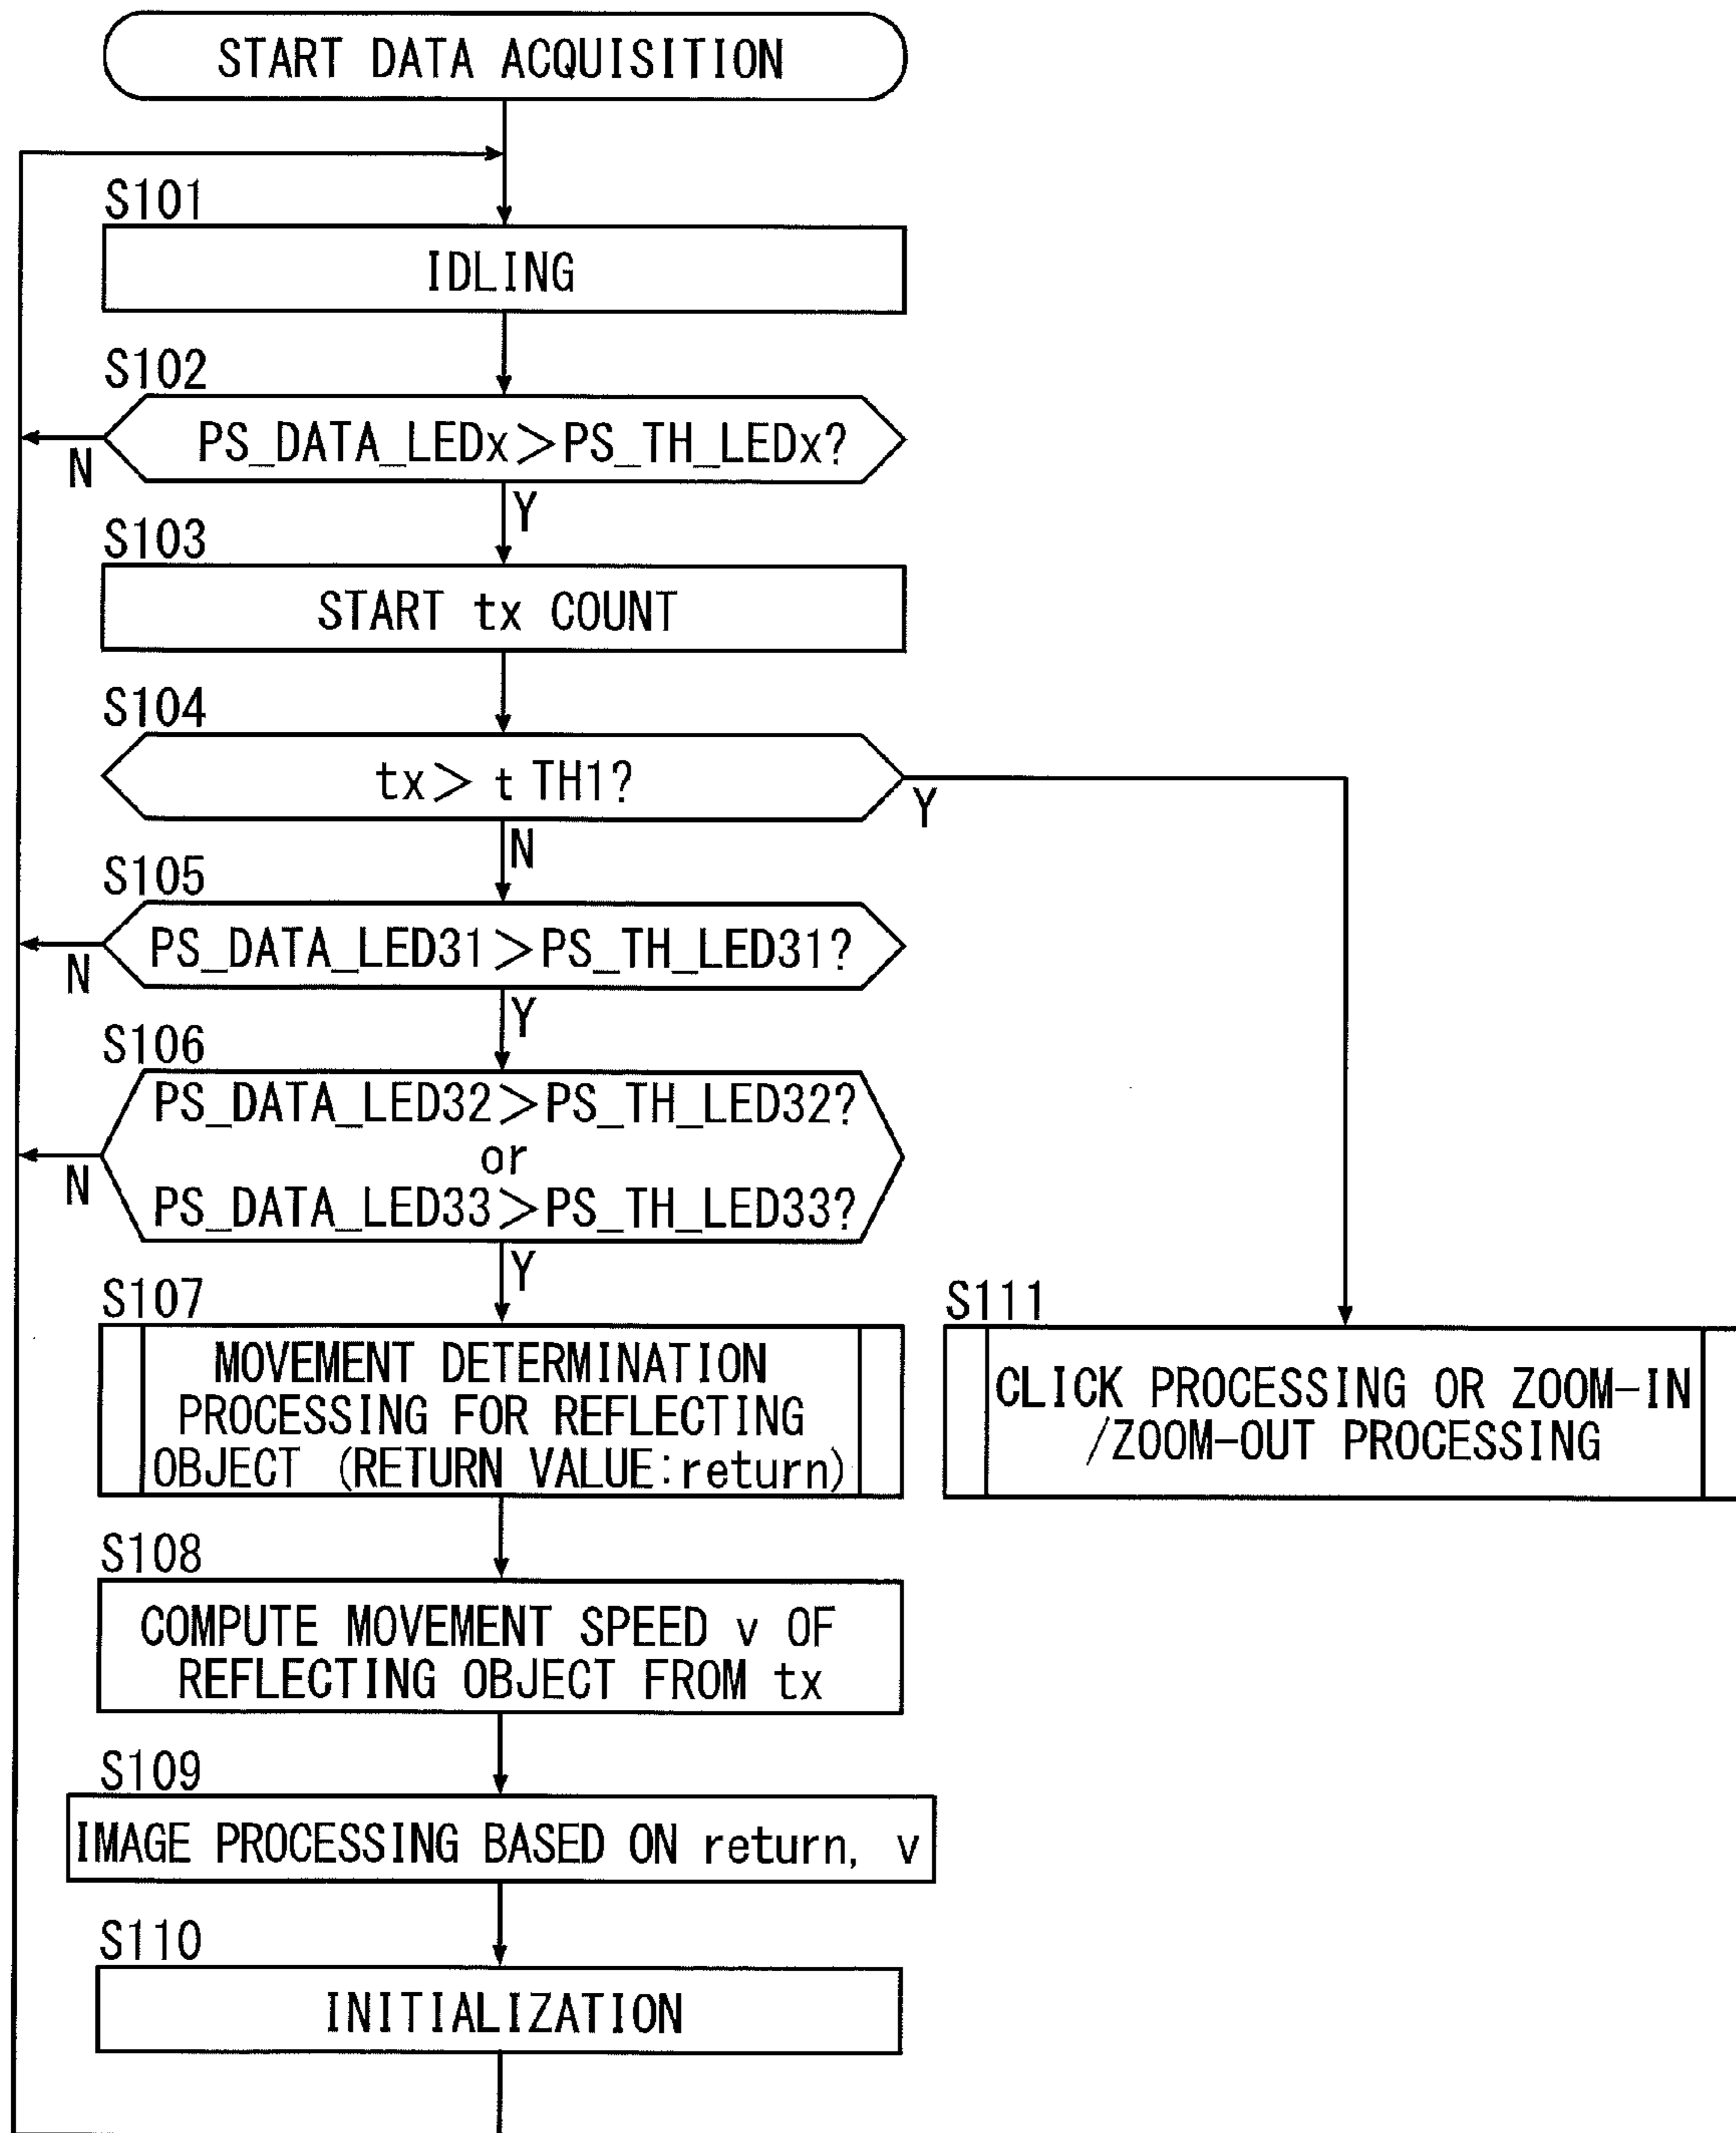 START DATA ACQUISITION
S101
IDLING
S102
PS_DATA_LEDx>PS_TH_LEDx?
N
Y
S103
START tx COUNT
S104
tx> t TH1?
Y
N
S105
PS_DATA_LED31>PS_TH_LED31?
N
Y
S106
PS_DATA_LED32>PS_TH_LED32?
or
PS_DATA_LED33>PS_TH_LED33?
N
Y
S107
MOVEMENT DETERMINATION
PROCESSING FOR REFLECTING
OBJECT (RETURN VALUE:return)
S111
CLICK PROCESSING OR ZOOM-IN
/ZOOM-OUT PROCESSING
S108
COMPUTE MOVEMENT SPEED v OF
REFLECTING OBJECT FROM tx
S109
IMAGE PROCESSING BASED ON return, v
S110
INITIALIZATION